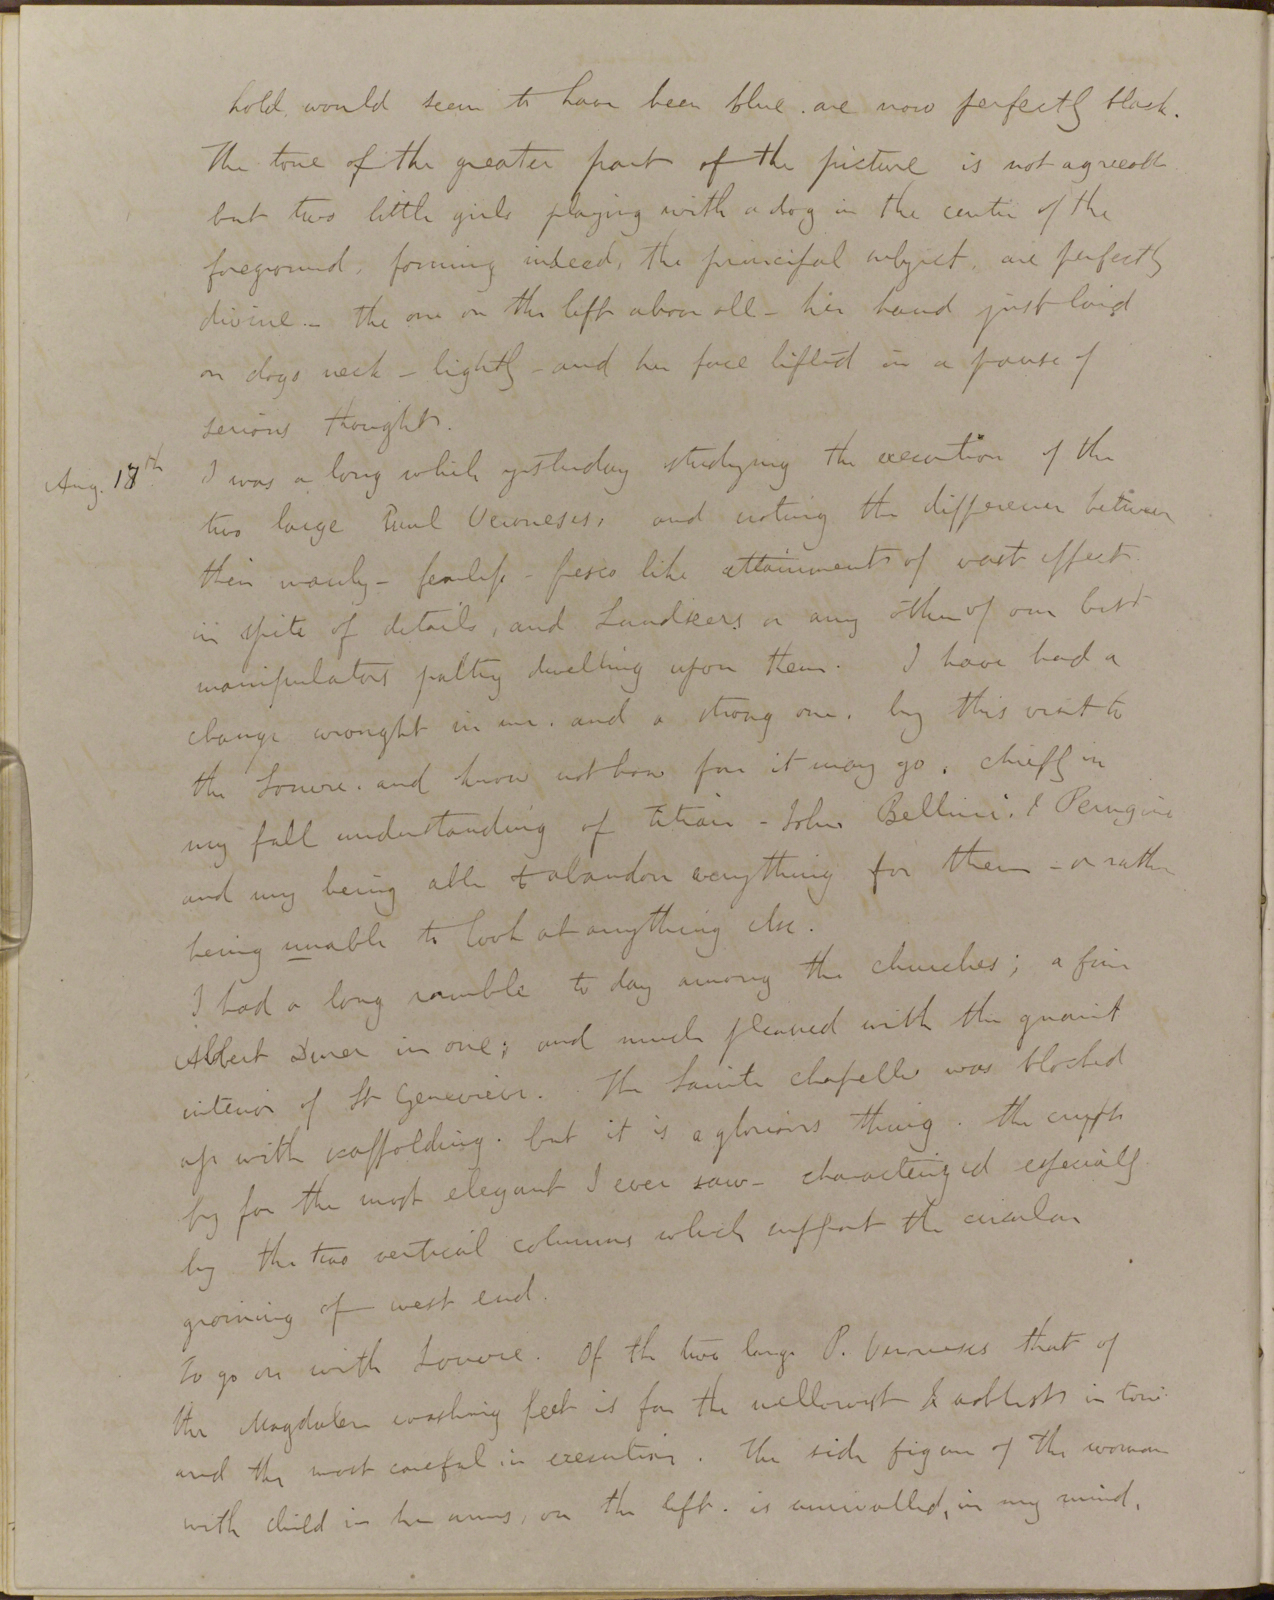 hold, would seem to have been blue. are now perfectly black.
The tone of the greater part of the picture is not agreeable
but two little girls playing with a dog in the centre of the
foreground, forming indeed, the principal subject, are perfectly
divine - the one on the left above all - her hand just laid
on dogs neck - lightly - and her face lifted in a pause of
serious thought.
Aug. 18th I was a long while yesterday studying the execution of the
two large Paul Veroneses, and noting the difference between
their manly - fearless - fresco like attainments of vast effect
in spite of details, and Landseers or any other of our best
manipulators paltry dwelling upon them. I have had a
change wrought in me. and a strong one. by this visit to
the Louvre. and know not how far it may go. chiefly in
my full understanding of Titian - John Bellini. & Perugino
and my being able to abandon everything for them - or rather
being unable to look at anything else.
I had a long ramble to day among the churches; a fine
Albert Durer in one; and much pleased with the quaint
interior of St Genevieve. The Sainte Chapelle was blocked
up with scaffolding. but it is a glorious thing. the crypt
by far the most elegant I ever saw - characterized especially
by the two vertical columns which support the circular
groining of west end.
To go on with Louvre. Of the two large P. Veroneses that of
the Magdalen washing feet is far the mellowest & noblest in tone
and the most careful in execution. The side figure of the woman
with child in her arms, on the left. is unrivalled, in my mind,